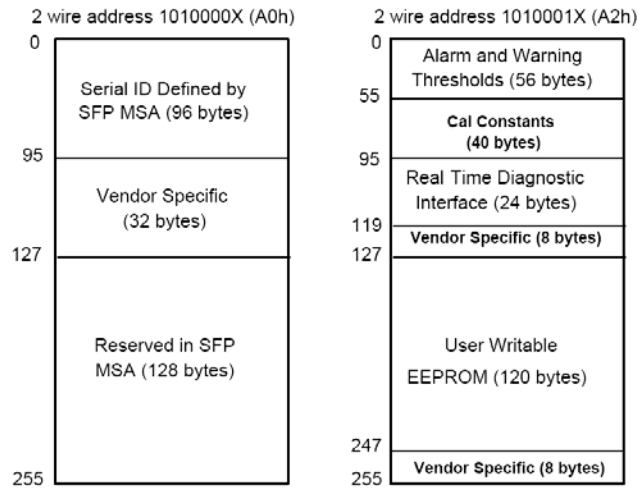 2 wire address 1010000X (A0h)
0
Serial ID Defined by
SFP MSA (96 bytes)
95
Vendor Specific
(32 bytes)
127
Reserved in SFP
MSA (128 bytes)
255
2 wire address 1010001X (A2h)
0
Alarm and Warning
Thresholds (56 bytes)
55
Cal Constants
(40 bytes)
95
Real Time Diagnostic
Interface (24 bytes)
119
Vendor Specific (8 bytes)
127
User Writable
EEPROM (120 bytes)
247
Vendor Specific (8 bytes)
255